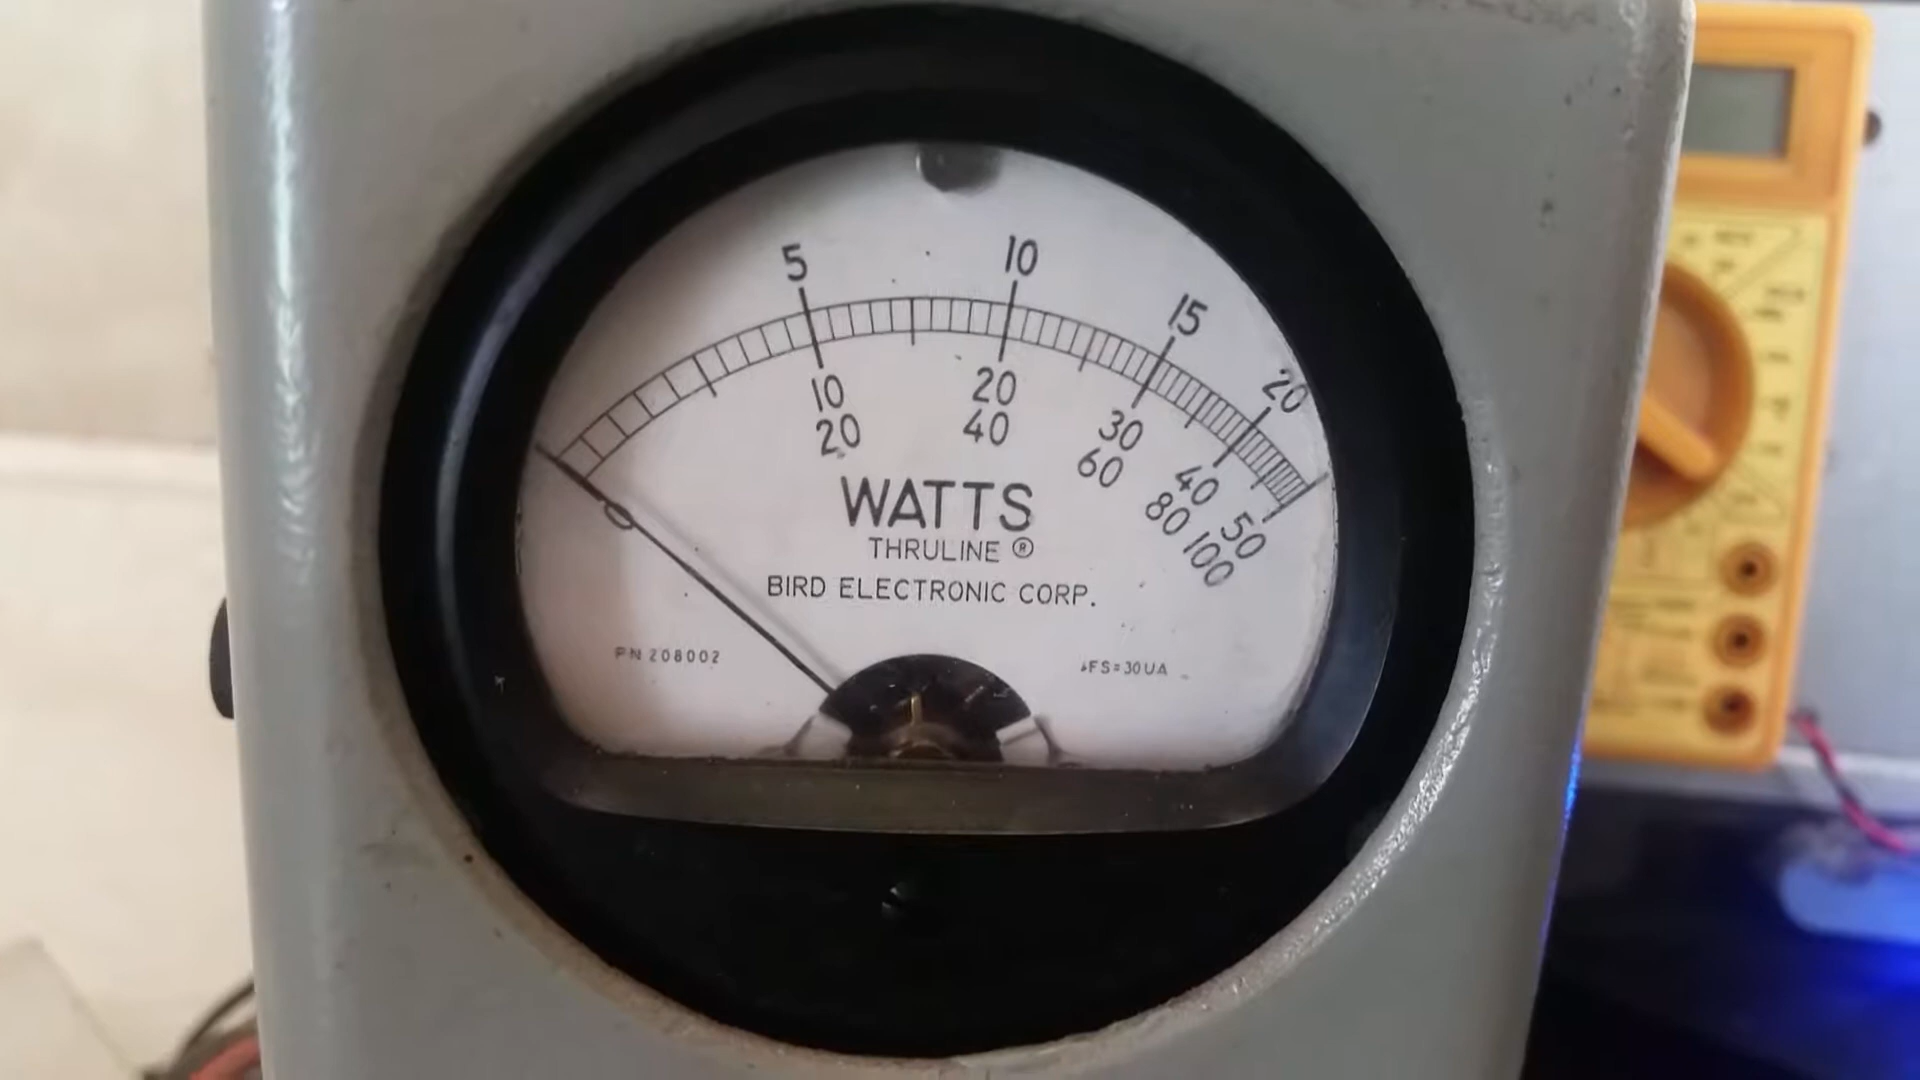 5 10 15 20
10 20 30 40 50
20 40 60 80 100
WATTS
THRULINE ®
BIRD ELECTRONIC CORP.
PN 208002
FS=30UA